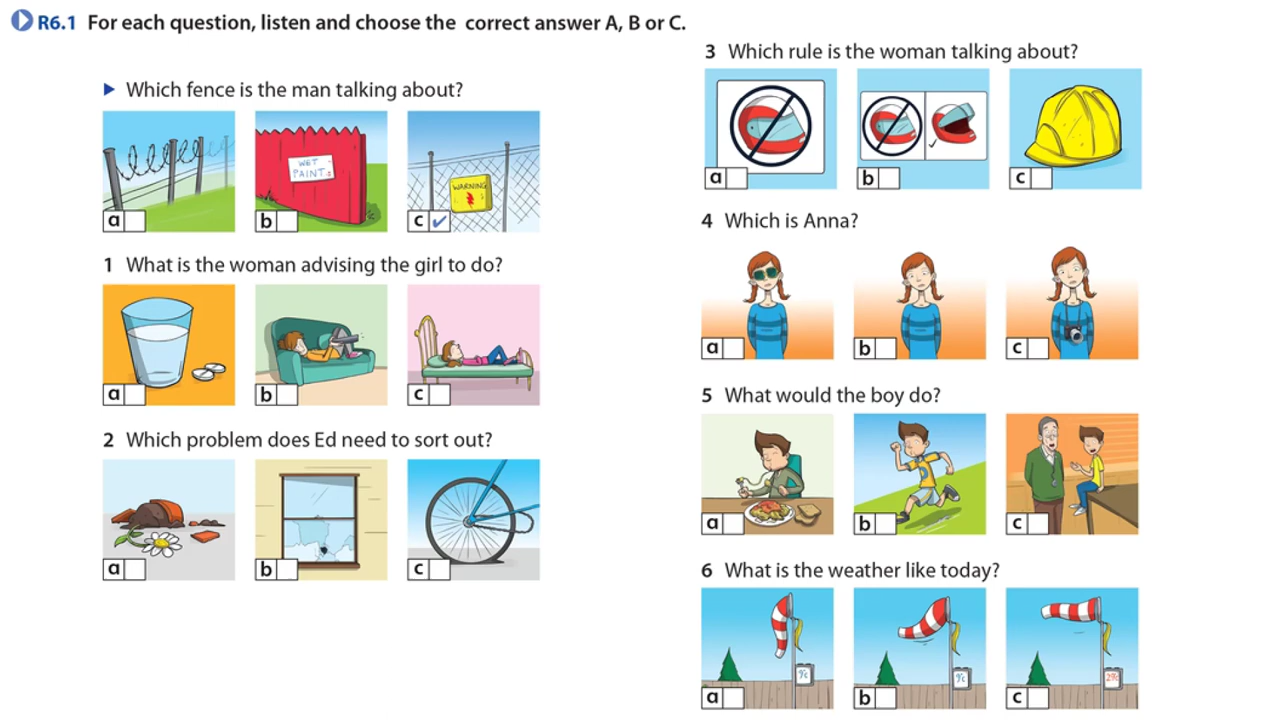 R6.1 For each question, listen and choose the correct answer A, B or C.
Which fence is the man talking about?
WET
PAINT
a
b
WARNING
c ✓
1 What is the woman advising the girl to do?
a
b
c
2 Which problem does Ed need to sort out?
a
b
c
3 Which rule is the woman talking about?
a
b
c
4 Which is Anna?
a
b
c
5 What would the boy do?
a
b
c
6 What is the weather like today?
a
b
c